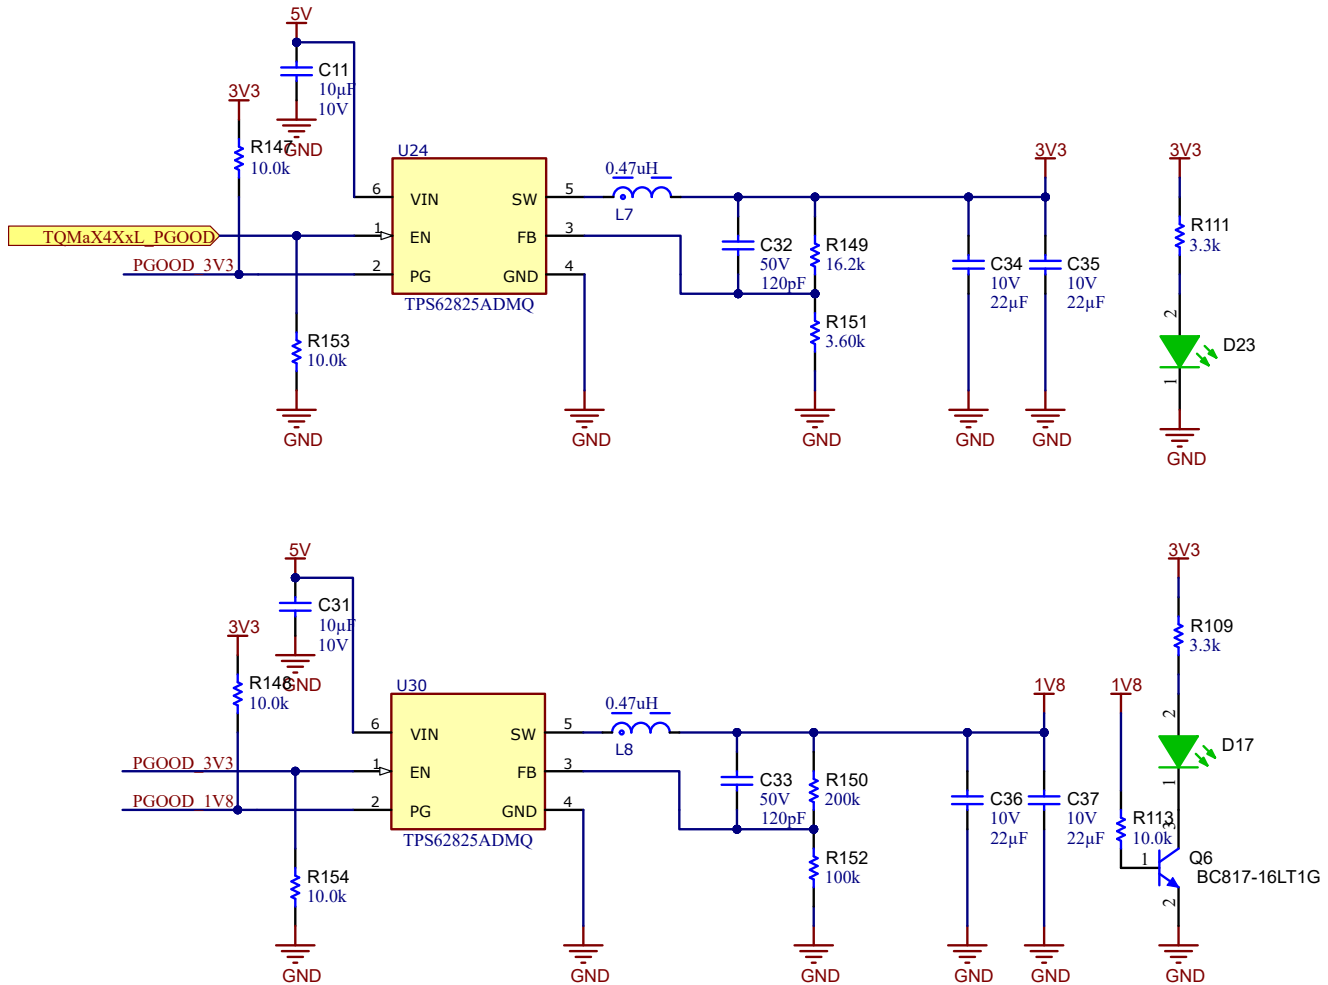 5V
C11
10µF
10V
GND
3V3
R147
10.0k
TQMaX4XxL_PGOOD
PGOOD_3V3
R153
10.0k
GND
U24
6 VIN SW 5
1 EN FB 3
2 PG GND 4
TPS62825ADMQ
GND
0.47uH
L7
C32
50V
120pF
R149
16.2k
R151
3.60k
GND
3V3
C34
10V
22µF
GND
C35
10V
22µF
GND
3V3
R111
3.3k
2
D23
1
GND
5V
C31
10µF
10V
GND
3V3
R148
10.0k
PGOOD_3V3
PGOOD_1V8
R154
10.0k
GND
U30
6 VIN SW 5
1 EN FB 3
2 PG GND 4
TPS62825ADMQ
GND
0.47uH
L8
C33
50V
120pF
R150
200k
R152
100k
GND
1V8
C36
10V
22µF
GND
C37
10V
22µF
GND
3V3
R109
3.3k
2
D17
1
1V8
R113
10.0k
3
1
Q6
BC817-16LT1G
2
GND